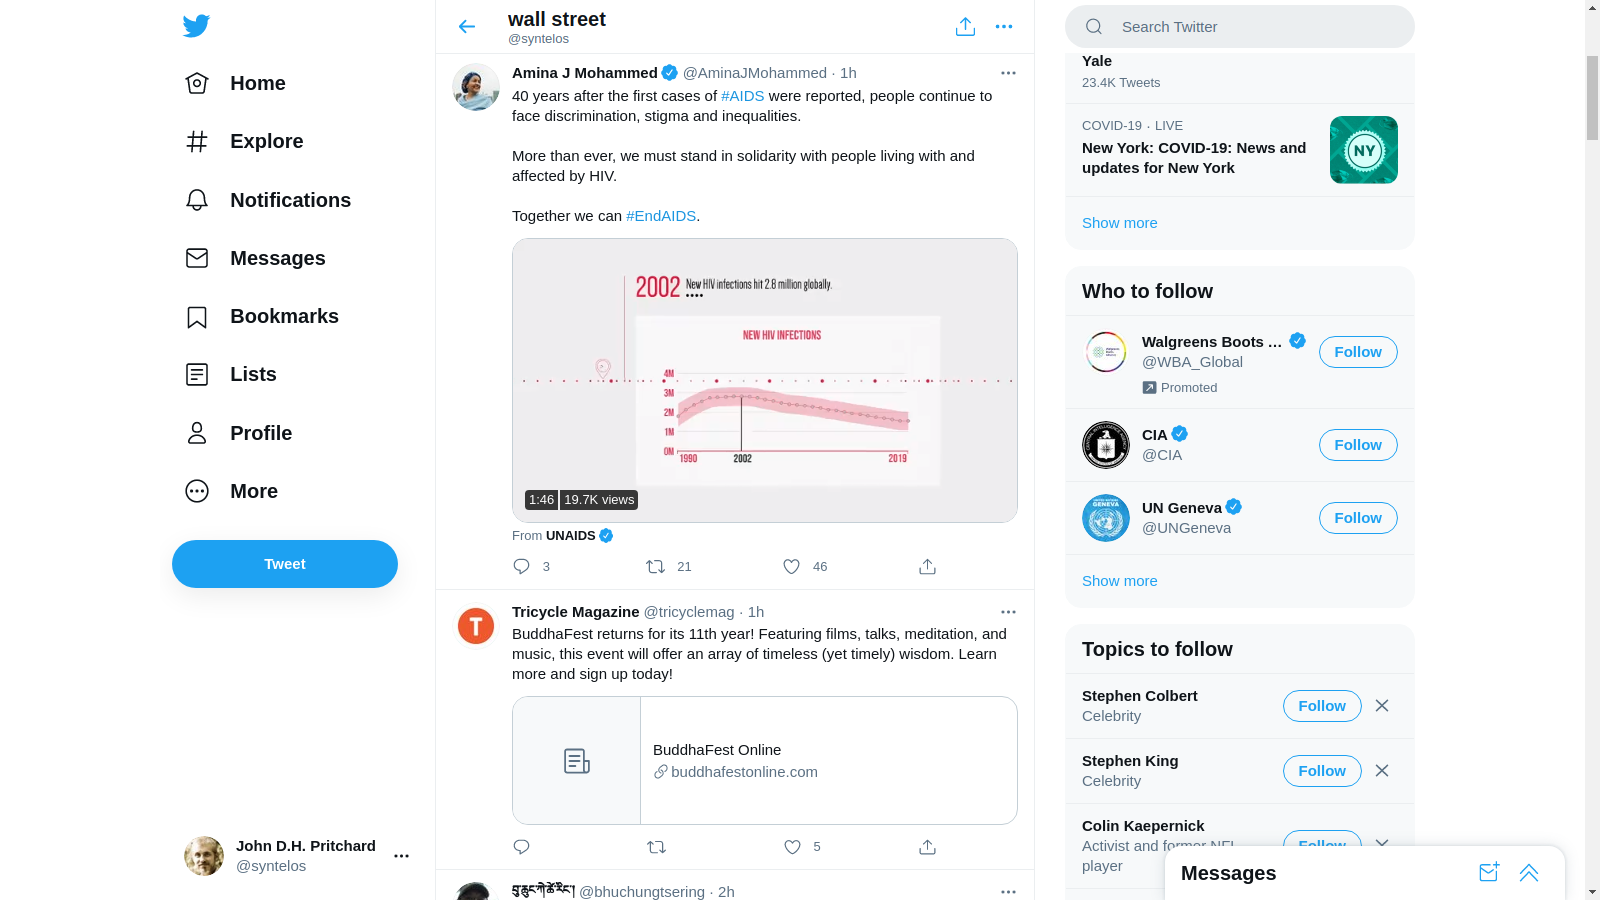 Home
Explore
Notifications
Messages
Bookmarks
Lists
Profile
More
Tweet
John D.H. Pritchard
@syntelos
wall street
@syntelos
Amina J Mohammed @AminaJMohammed · 1h
40 years after the first cases of #AIDS were reported, people continue to
face discrimination, stigma and inequalities.
More than ever, we must stand in solidarity with people living with and
affected by HIV.
Together we can #EndAIDS.
2002 New HIV infections hit 2.8 million globally.
NEW HIV INFECTIONS
4M
3M
2M
1M
0M
1990 2002 2019
1:46 19.7K views
From UNAIDS
3 21 46
Tricycle Magazine @tricyclemag · 1h
BuddhaFest returns for its 11th year! Featuring films, talks, meditation, and
music, this event will offer an array of timeless (yet timely) wisdom. Learn
more and sign up today!
BuddhaFest Online
buddhafestonline.com
5
@bhuchungtsering · 2h
Search Twitter
Yale
23.4K Tweets
COVID-19 · LIVE
New York: COVID-19: News and
updates for New York
NY
Show more
Who to follow
Walgreens Boots ...
@WBA_Global
Promoted
Follow
CIA
@CIA
Follow
UN Geneva
@UNGeneva
Follow
GENEVA
Show more
Topics to follow
Stephen Colbert
Celebrity
Follow
Stephen King
Celebrity
Follow
Colin Kaepernick
Activist and former NFL
player
Follow
Messages